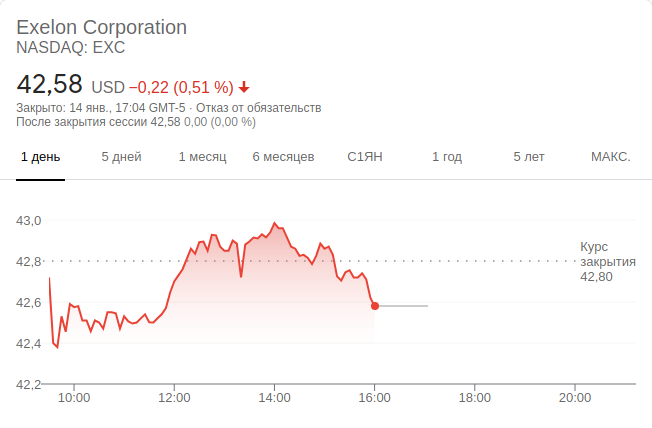 Exelon Corporation
NASDAQ: EXC
42,58 USD −0,22 (0,51 %)
Закрыто: 14 янв., 17:04 GMT-5 · Отказ от обязательств
После закрытия сессии 42,58 0,00 (0,00 %)
1 день 5 дней 1 месяц 6 месяцев С1ЯН 1 год 5 лет МАКС.
43,0
42,8
42,6
42,4
42,2
Курс
закрытия
42,80
10:00 12:00 14:00 16:00 18:00 20:00